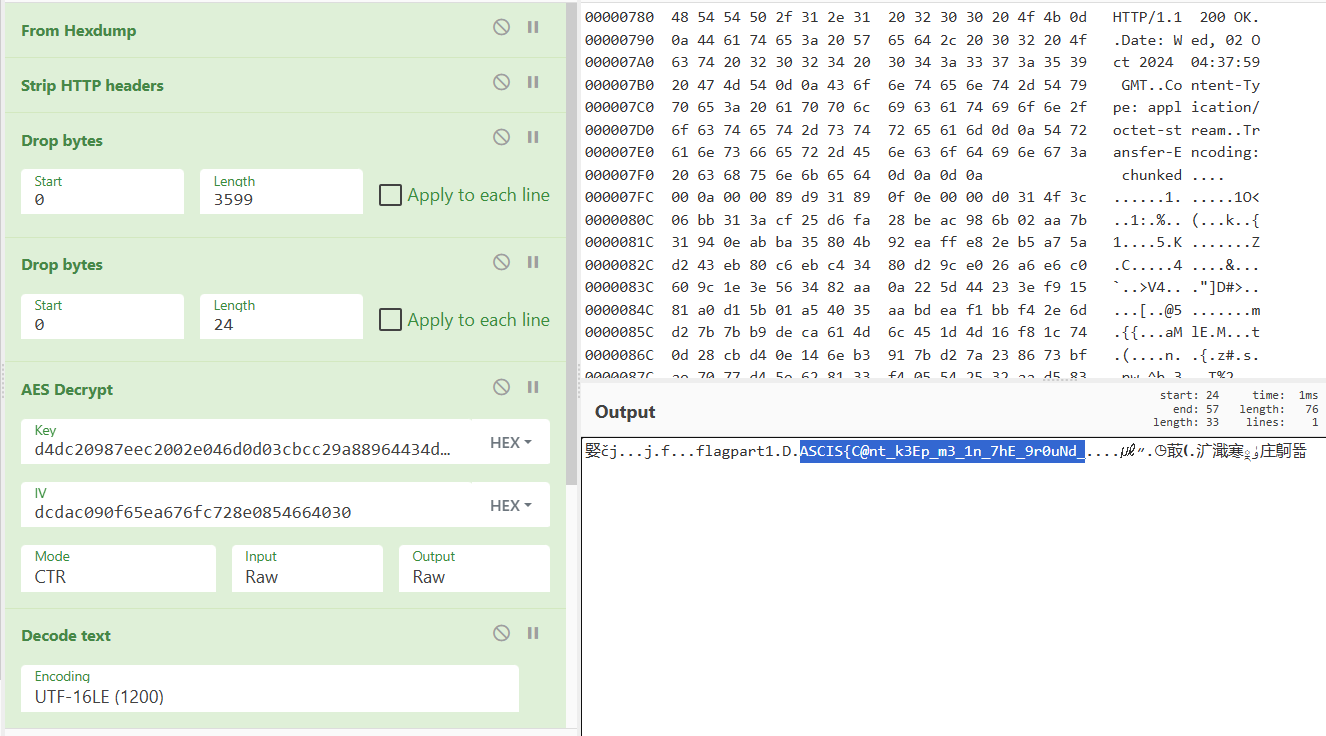 From Hexdump
Strip HTTP headers
Drop bytes
Start
0
Length
3599
Apply to each line
Drop bytes
Start
0
Length
24
Apply to each line
AES Decrypt
Key
d4dc20987eec2002e046d0d03cbcc29a88964434d…
HEX
IV
dcdac090f65ea676fc728e0854664030
HEX
Mode
CTR
Input
Raw
Output
Raw
Decode text
Encoding
UTF-16LE (1200)
00000780 48 54 54 50 2f 31 2e 31 20 32 30 30 20 4f 4b 0d HTTP/1.1 200 OK.
00000790 0a 44 61 74 65 3a 20 57 65 64 2c 20 30 32 20 4f .Date: Wed, 02 O
000007A0 63 74 20 32 30 32 34 20 30 34 3a 33 37 3a 35 39 ct 2024 04:37:59
000007B0 20 47 4d 54 0d 0a 43 6f 6e 74 65 6e 74 2d 54 79 GMT..Co ntent-Ty
000007C0 70 65 3a 20 61 70 70 6c 69 63 61 74 69 6f 6e 2f pe: appl ication/
000007D0 6f 63 74 65 74 2d 73 74 72 65 61 6d 0d 0a 54 72 octet-st ream..Tr
000007E0 61 6e 73 66 65 72 2d 45 6e 63 6f 64 69 6e 67 3a ansfer-E ncoding:
000007F0 20 63 68 75 6e 6b 65 64 0d 0a 0d 0a chunked ....
000007FC 00 0a 00 00 89 d9 31 89 0f 0e 00 00 d0 31 4f 3c ......1. .....1O<
0000080C 06 bb 31 3a cf 25 d6 fa 28 be ac 98 6b 02 aa 7b ..1:.%.. (...k..{
0000081C 31 94 0e ab ba 35 80 4b 92 ea ff e8 2e b5 a7 5a 1....5.K .......Z
0000082C d2 43 eb 80 c6 eb c4 34 80 d2 9c e0 26 a6 e6 c0 .C.....4 ....&...
0000083C 60 9c 1e 3e 56 34 82 aa 0a 22 5d 44 23 3e f9 15 `..>V4.. ."]D#>..
0000084C 81 a0 d1 5b 01 a5 40 35 aa bd ea f1 bb f4 2e 6d ...[..@5 .......m
0000085C d2 7b 7b b9 de ca 61 4d 6c 45 1d 4d 16 f8 1c 74 .{{...aM lE.M...t
0000086C 0d 28 cb d4 0e 14 6e b3 91 7b d2 7a 23 86 73 bf .(....n. .{.z#.s.
start: 24 time: 1ms
end: 57 length: 76
length: 33 lines: 1
Output
čj...j.f...flagpart1.D.ASCIS{C@nt_k3Ep_m3_1n_7hE_9r0uNd_....